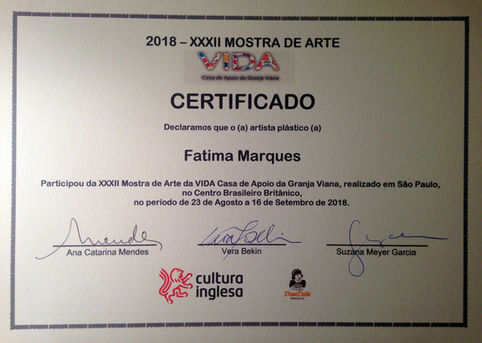 2018 – XXXII MOSTRA DE ARTE
VIDA
Casa de Apoio da Granja Viana
CERTIFICADO
Declaramos que o (a) artista plástico (a)
Fatima Marques
Participou da XXXII Mostra de Arte da VIDA Casa de Apoio da Granja Viana, realizado em São Paulo,
no Centro Brasileiro Britânico,
no período de 23 de Agosto a 16 de Setembro de 2018.
Ana Catarina Mendes
Vera Bekin
Suzana Meyer Garcia
cultura
inglesa